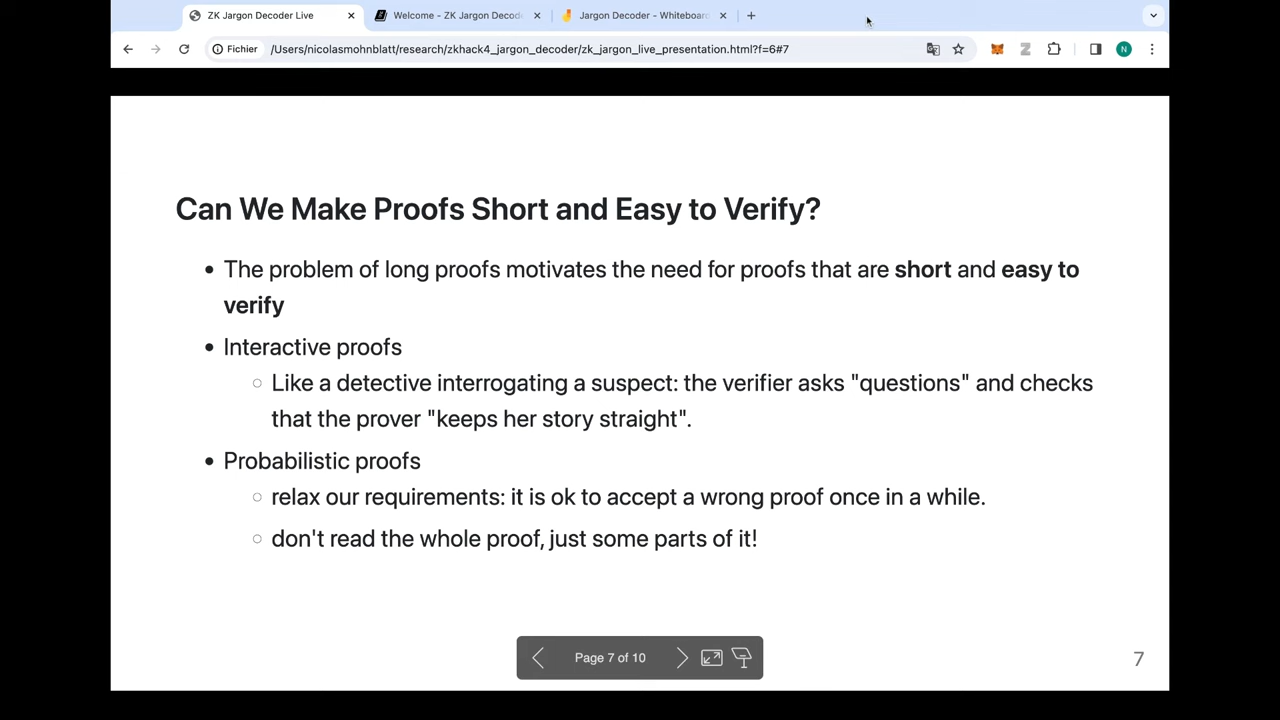 ZK Jargon Decoder Live
Welcome - ZK Jargon Decod
Jargon Decoder - Whiteboard
Fichier
/Users/nicolasmohnblatt/research/zkhack4_jargon_decoder/zk_jargon_live_presentation.html?f=6#7
N
Can We Make Proofs Short and Easy to Verify?
• The problem of long proofs motivates the need for proofs that are short and easy to
verify
• Interactive proofs
○ Like a detective interrogating a suspect: the verifier asks "questions" and checks
that the prover "keeps her story straight".
• Probabilistic proofs
○ relax our requirements: it is ok to accept a wrong proof once in a while.
○ don't read the whole proof, just some parts of it!
Page 7 of 10
7